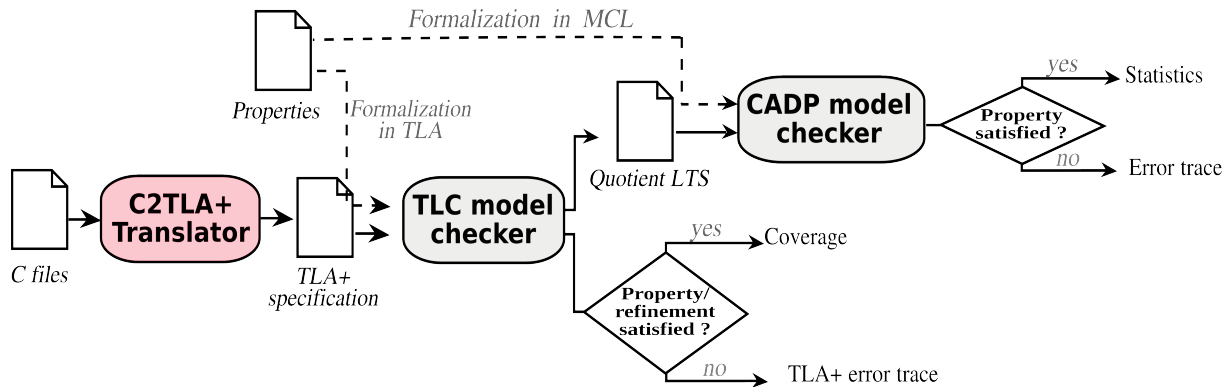 Formalization in MCL
Properties
Formalization
in TLA
C files
C2TLA+
Translator
TLA+
specification
TLC model
checker
Quotient LTS
CADP model
checker
Property
satisfied ?
yes
Statistics
no
Error trace
Property/
refinement
satisfied ?
yes
Coverage
no
TLA+ error trace